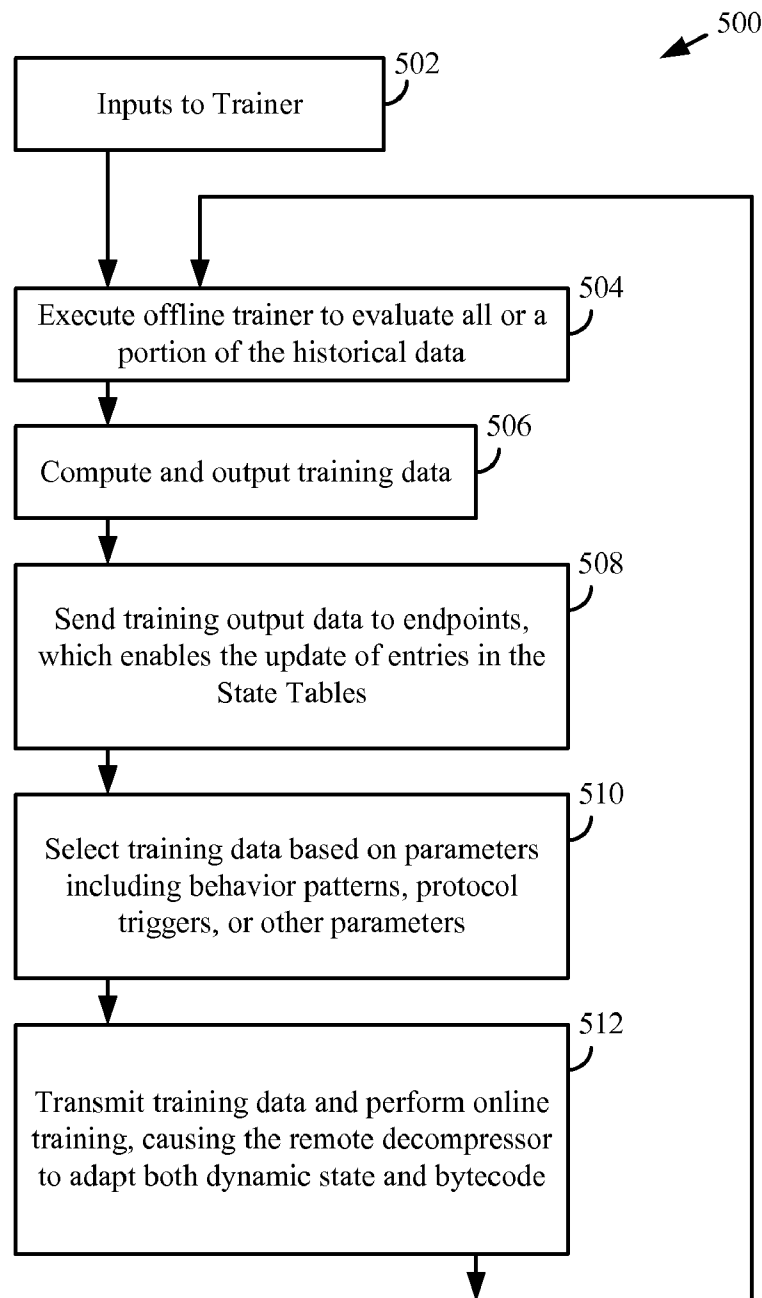 500
502
Inputs to Trainer
504
Execute offline trainer to evaluate all or a
portion of the historical data
506
Compute and output training data
508
Send training output data to endpoints,
which enables the update of entries in the
State Tables
510
Select training data based on parameters
including behavior patterns, protocol
triggers, or other parameters
512
Transmit training data and perform online
training, causing the remote decompressor
to adapt both dynamic state and bytecode